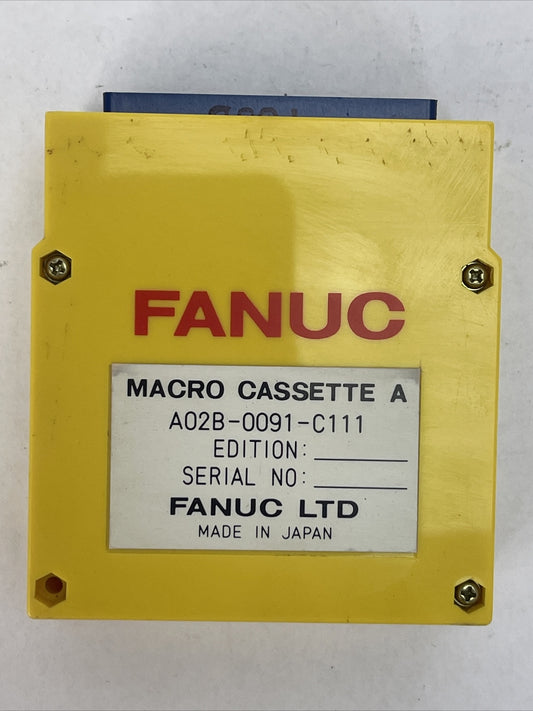 FANUC
MACRO CASSETTE A
A02B-0091-C111
EDITION:
SERIAL NO:
FANUC LTD
MADE IN JAPAN